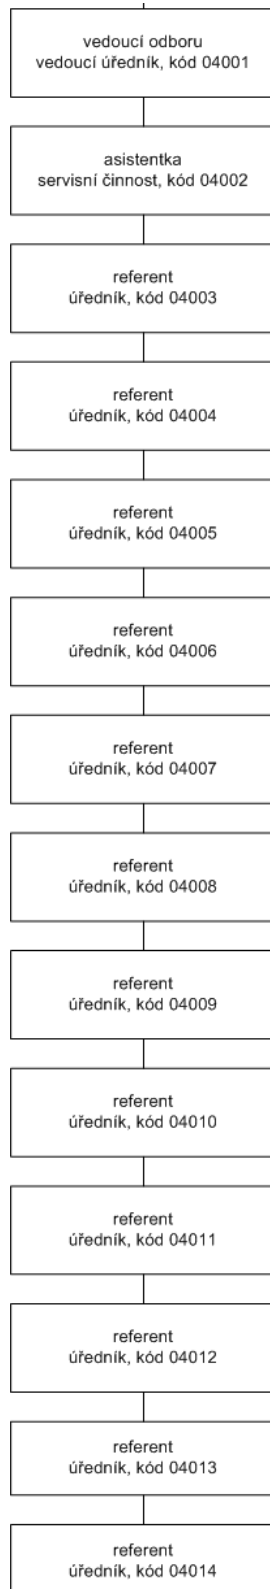 vedoucí odboru
vedoucí úředník, kód 04001
asistentka
servisní činnost, kód 04002
referent
úředník, kód 04003
referent
úředník, kód 04004
referent
úředník, kód 04005
referent
úředník, kód 04006
referent
úředník, kód 04007
referent
úředník, kód 04008
referent
úředník, kód 04009
referent
úředník, kód 04010
referent
úředník, kód 04011
referent
úředník, kód 04012
referent
úředník, kód 04013
referent
úředník, kód 04014